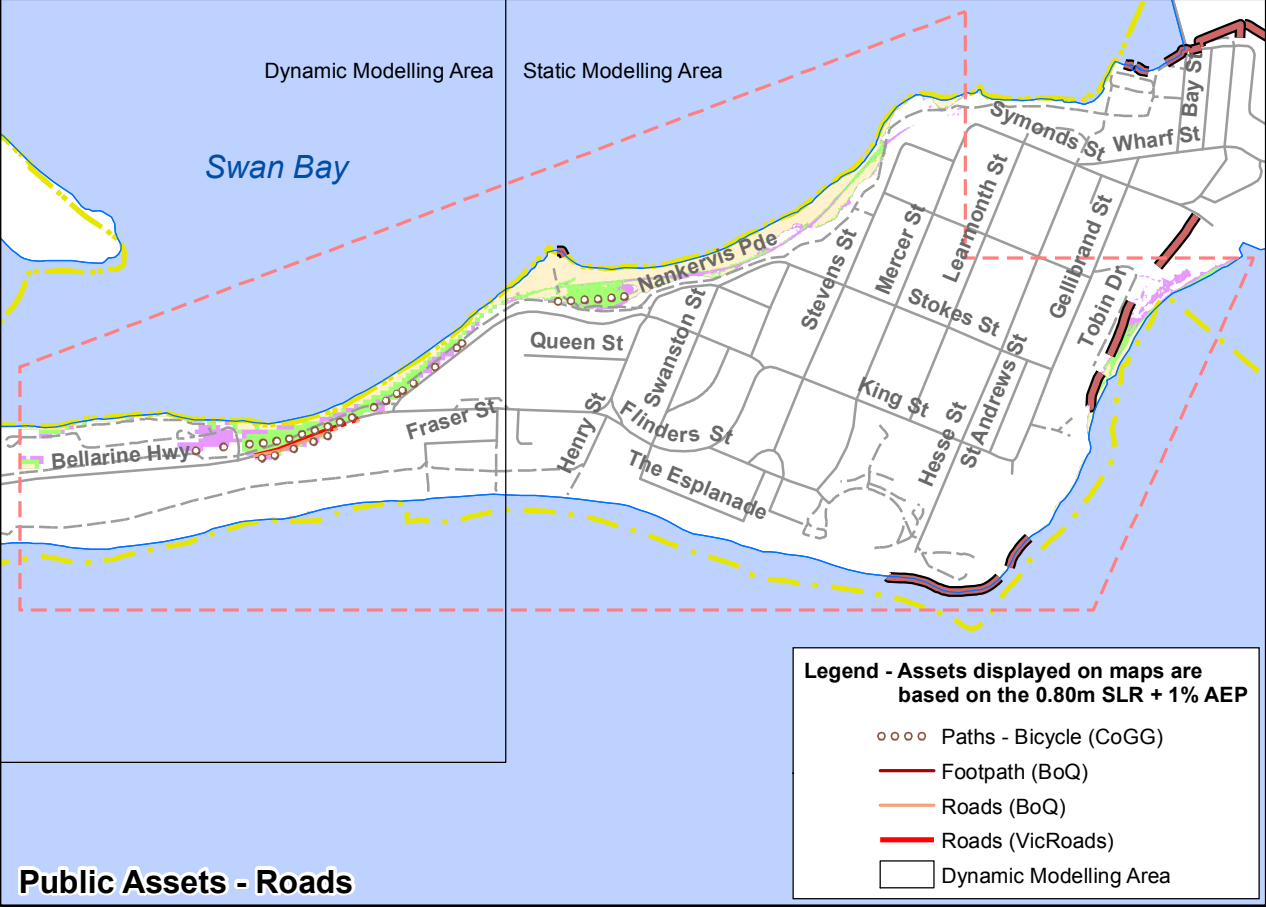 Dynamic Modelling Area
Static Modelling Area
Swan Bay
Bay St
Symonds St
Wharf St
Learmonth St
Mercer St
Gellibrand St
Nankervis Pde
Stevens St
Tobin Dr
Stokes St
Swanston St
Queen St
St Andrews St
King St
Hesse St
Fraser St
Henry St
Flinders St
Bellarine Hwy
The Esplanade
Legend - Assets displayed on maps are
based on the 0.80m SLR + 1% AEP
Paths - Bicycle (CoGG)
Footpath (BoQ)
Roads (BoQ)
Roads (VicRoads)
Dynamic Modelling Area
Public Assets - Roads